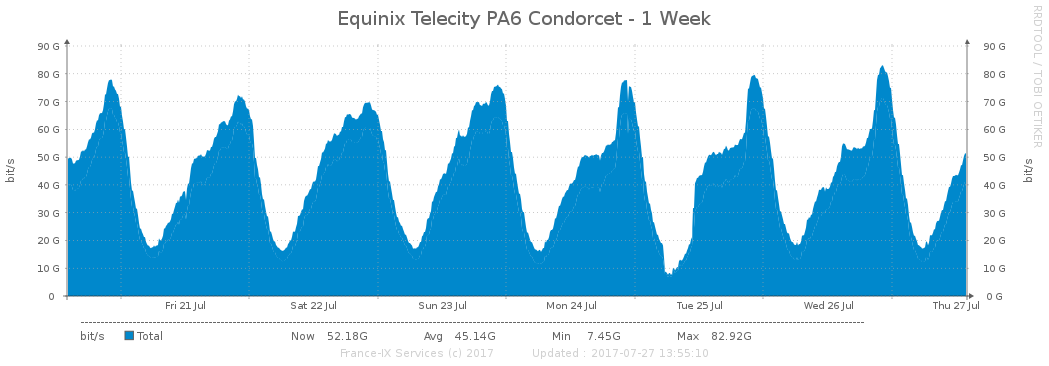 Equinix Telecity PA6 Condorcet - 1 Week
RRDTOOL / TOBI OETIKER
bit/s
90 G
80 G
70 G
60 G
50 G
40 G
30 G
20 G
10 G
0
90 G
80 G
70 G
60 G
50 G
40 G
30 G
20 G
10 G
0 G
bit/s
Fri 21 Jul Sat 22 Jul Sun 23 Jul Mon 24 Jul Tue 25 Jul Wed 26 Jul Thu 27 Jul
bit/s Total Now 52.18G Avg 45.14G Min 7.45G Max 82.92G
France-IX Services (c) 2017 Updated : 2017-07-27 13:55:10